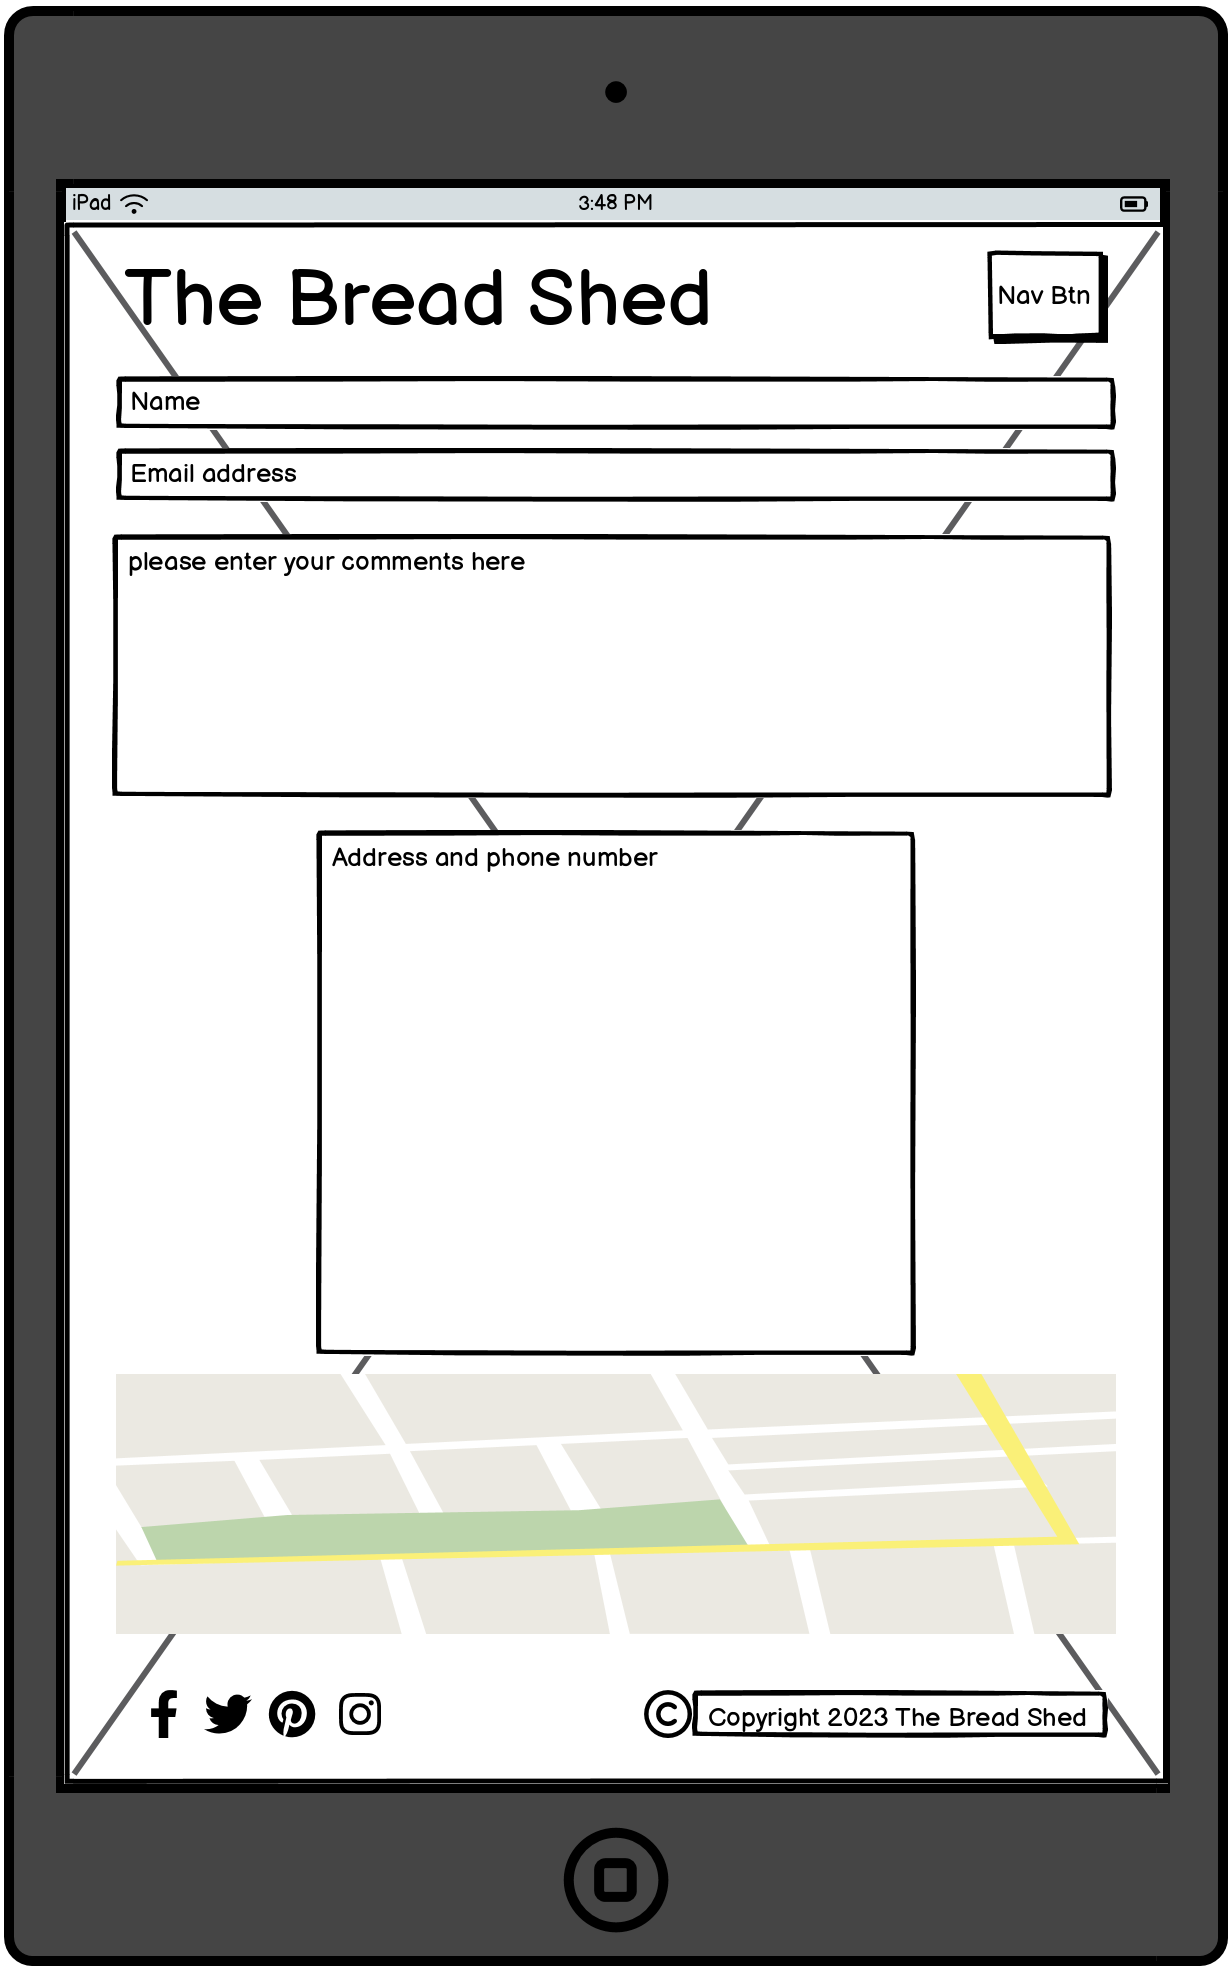 iPad 3:48 PM
The Bread Shed
Nav Btn
Name
Email address
please enter your comments here
Address and phone number
© Copyright 2023 The Bread Shed